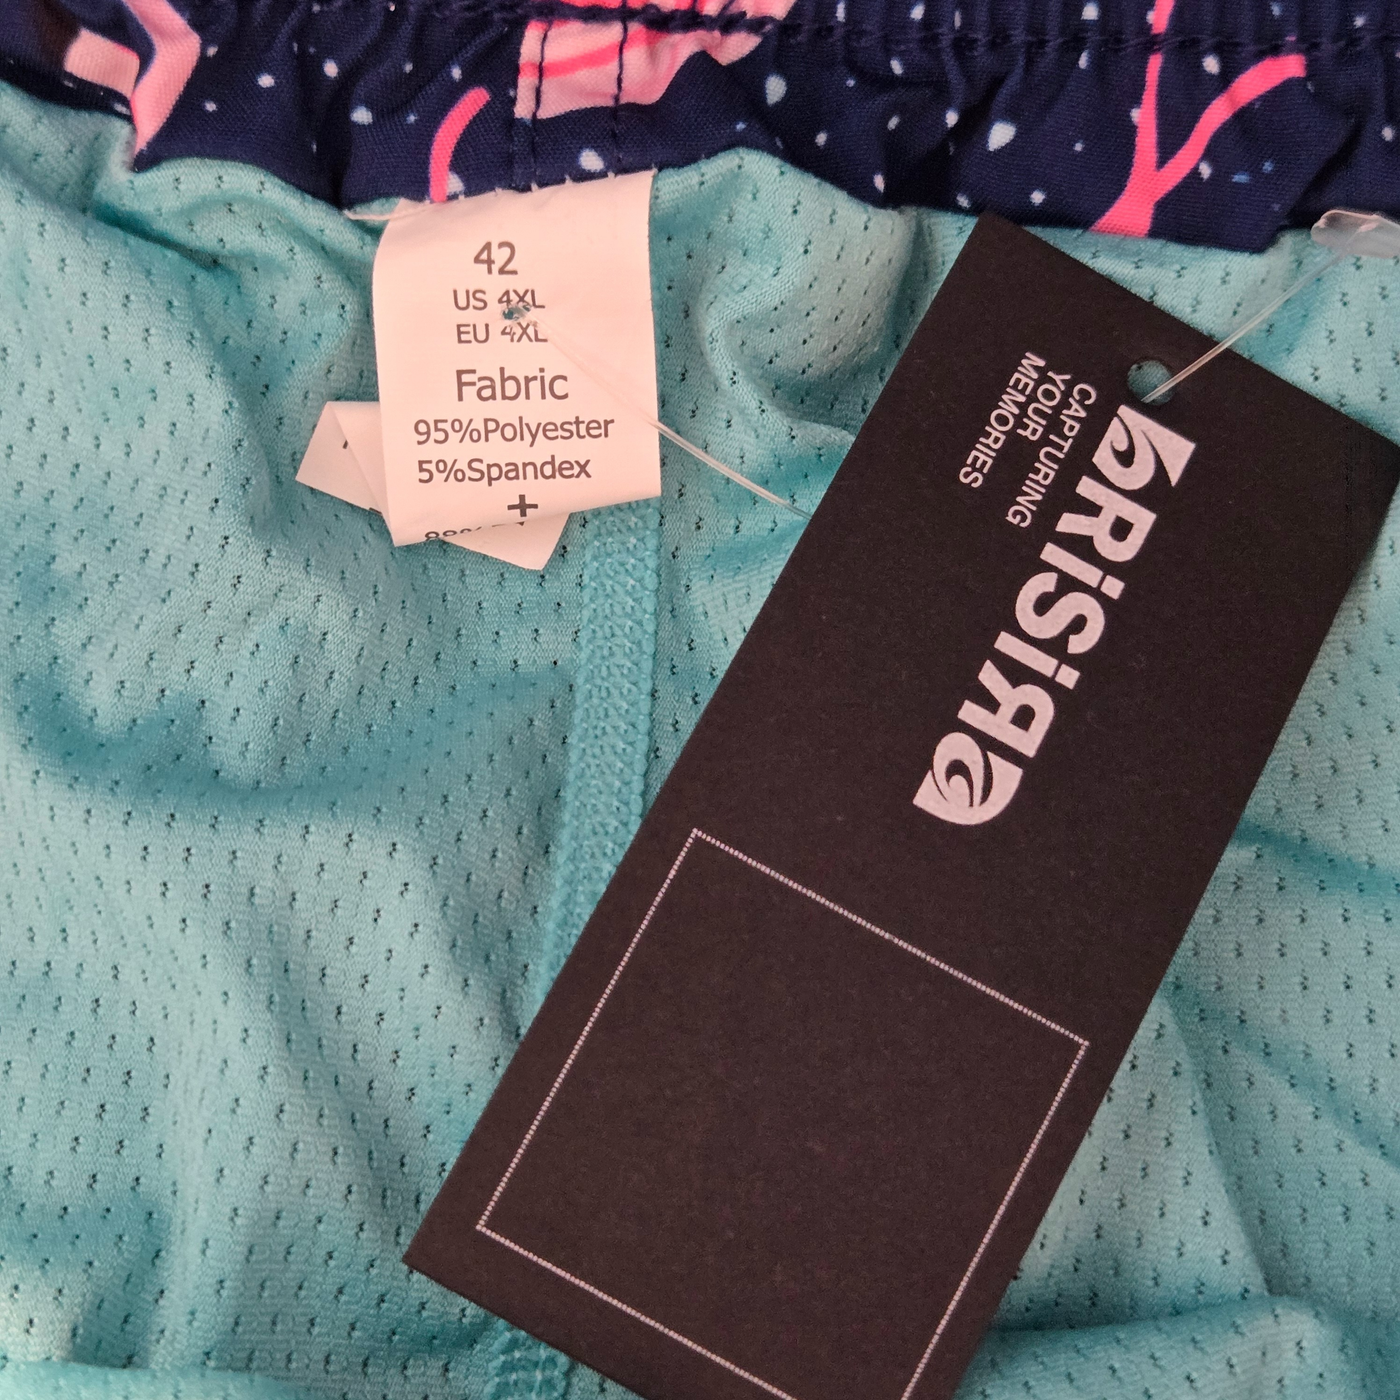 42
US 4XL
EU 4XL
Fabric
95%Polyester
5%Spandex
+
CAPTURING
YOUR
MEMORIES
BRISIRA